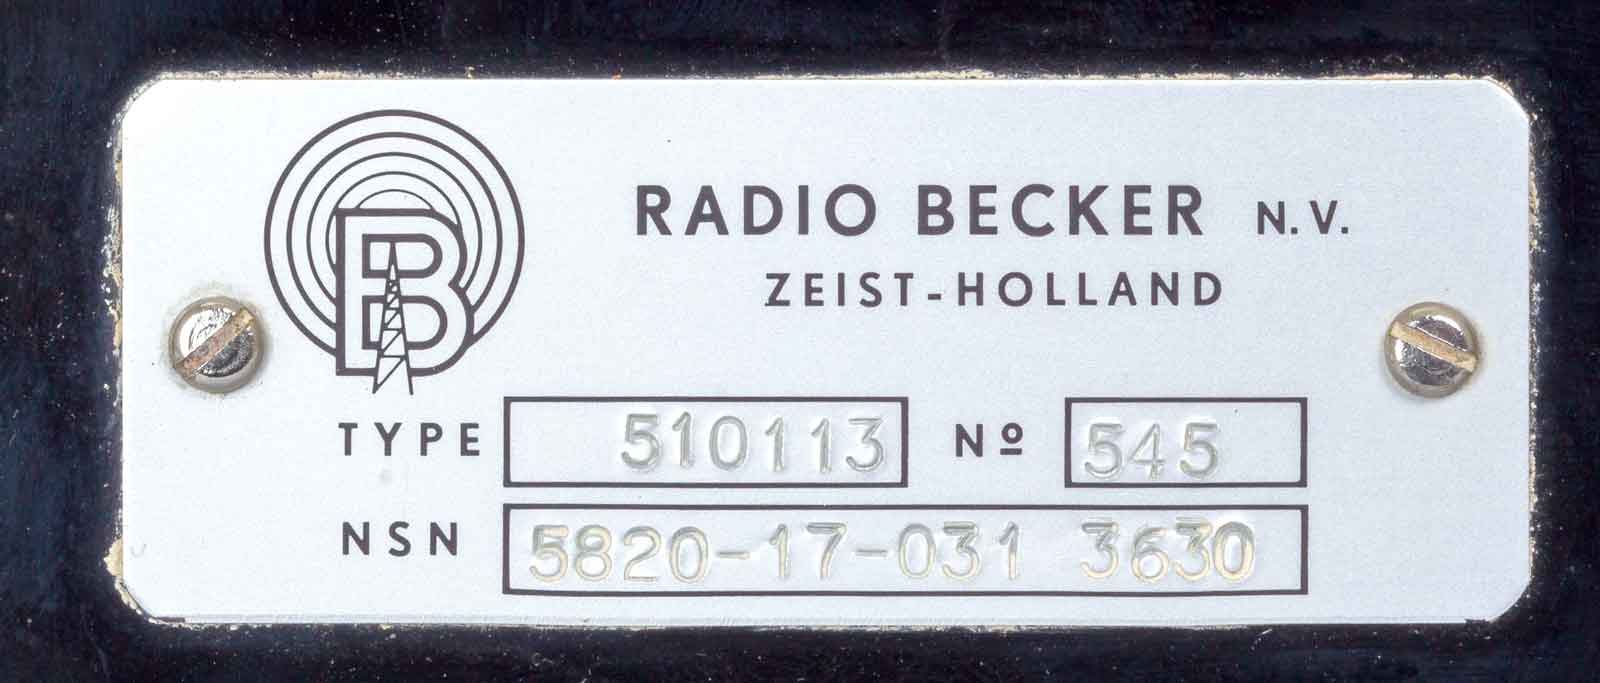 B
RADIO BECKER N.V.
ZEIST-HOLLAND
TYPE 510113 Nº 545
NSN 5820-17-031 3630